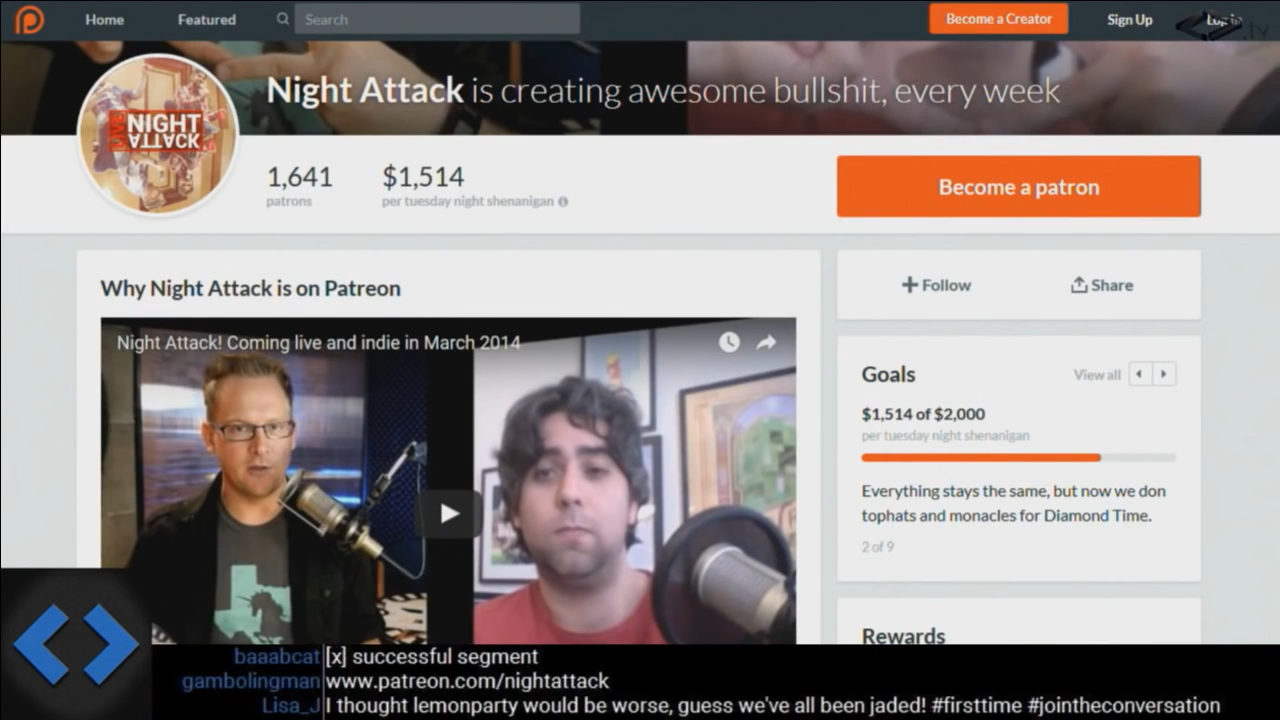 Home Featured Search Become a Creator Sign Up Log in
Night Attack is creating awesome bullshit, every week
LIVE NIGHT
ATTACK
1,641 $1,514
patrons per tuesday night shenanigan
Become a patron
Why Night Attack is on Patreon
Follow Share
Night Attack! Coming live and indie in March 2014
Goals View all
$1,514 of $2,000
per tuesday night shenanigan
Everything stays the same, but now we don
tophats and monacles for Diamond Time.
2 of 9
Rewards
baaabcat [x] successful segment
gambolingman www.patreon.com/nightattack
Lisa_J I thought lemonparty would be worse, guess we've all been jaded! #firsttime #jointheconversation